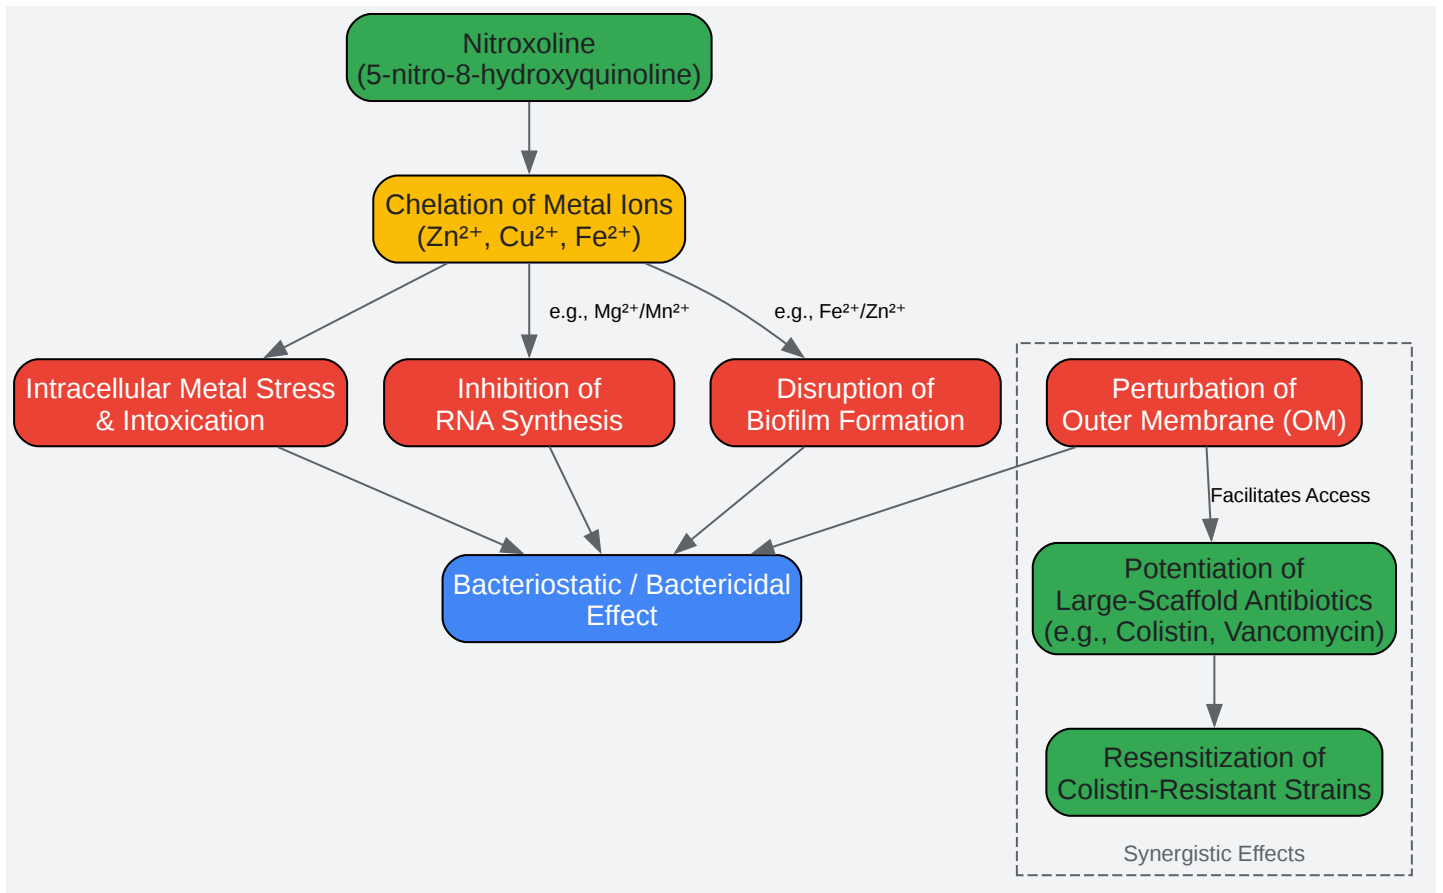 Nitroxoline
(5-nitro-8-hydroxyquinoline)
Chelation of Metal Ions
(Zn²⁺, Cu²⁺, Fe²⁺)
e.g., Mg²⁺/Mn²⁺
e.g., Fe²⁺/Zn²⁺
Intracellular Metal Stress
& Intoxication
Inhibition of
RNA Synthesis
Disruption of
Biofilm Formation
Perturbation of
Outer Membrane (OM)
Facilitates Access
Bacteriostatic / Bactericidal
Effect
Potentiation of
Large-Scaffold Antibiotics
(e.g., Colistin, Vancomycin)
Resensitization of
Colistin-Resistant Strains
Synergistic Effects